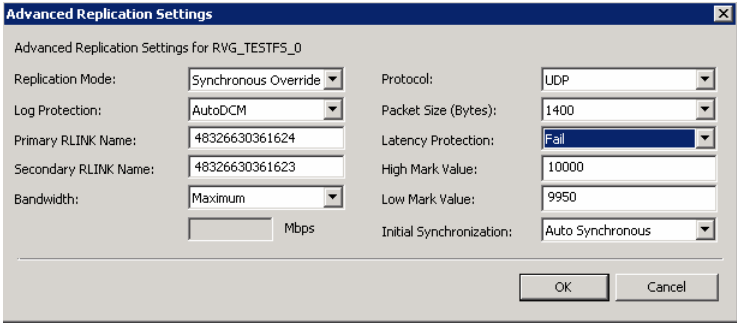 Advanced Replication Settings
Advanced Replication Settings for RVG_TESTFS_0
Replication Mode: Synchronous Override
Protocol: UDP
Log Protection: AutoDCM
Packet Size (Bytes): 1400
Primary RLINK Name: 48326630361624
Latency Protection: Fail
Secondary RLINK Name: 48326630361623
High Mark Value: 10000
Bandwidth: Maximum
Low Mark Value: 9950
Mbps
Initial Synchronization: Auto Synchronous
OK Cancel